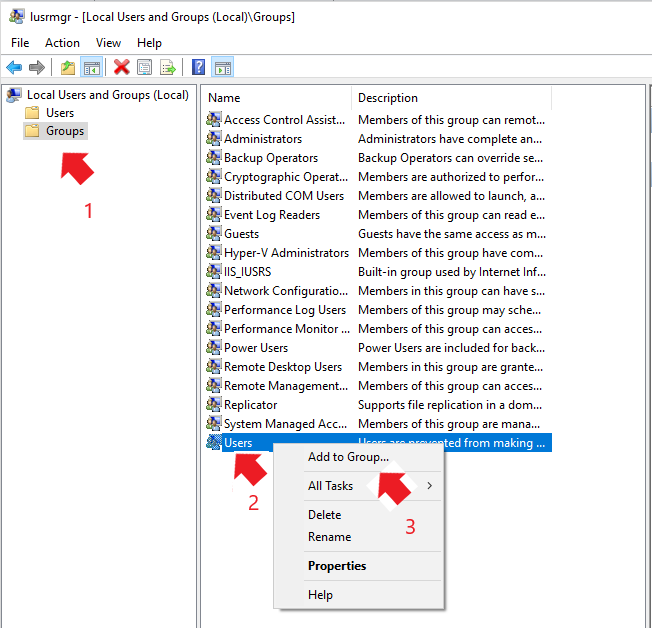 lusrmgr - [Local Users and Groups (Local)\Groups]
File Action View Help
Local Users and Groups (Local)
Users
Groups
1
Name Description
Access Control Assist... Members of this group can remot...
Administrators Administrators have complete an...
Backup Operators Backup Operators can override se...
Cryptographic Operat... Members are authorized to perfor...
Distributed COM Users Members are allowed to launch, a...
Event Log Readers Members of this group can read e...
Guests Guests have the same access as m...
Hyper-V Administrators Members of this group have com...
IIS_IUSRS Built-in group used by Internet Inf...
Network Configuratio... Members in this group can have s...
Performance Log Users Members of this group may sche...
Performance Monitor ... Members of this group can acces...
Power Users Power Users are included for back...
Remote Desktop Users Members in this group are grante...
Remote Management... Members of this group can acces...
Replicator Supports file replication in a dom...
System Managed Acc... Members of this group are mana...
Users Users are prevented from making ...
2
Add to Group...
All Tasks
3
Delete
Rename
Properties
Help